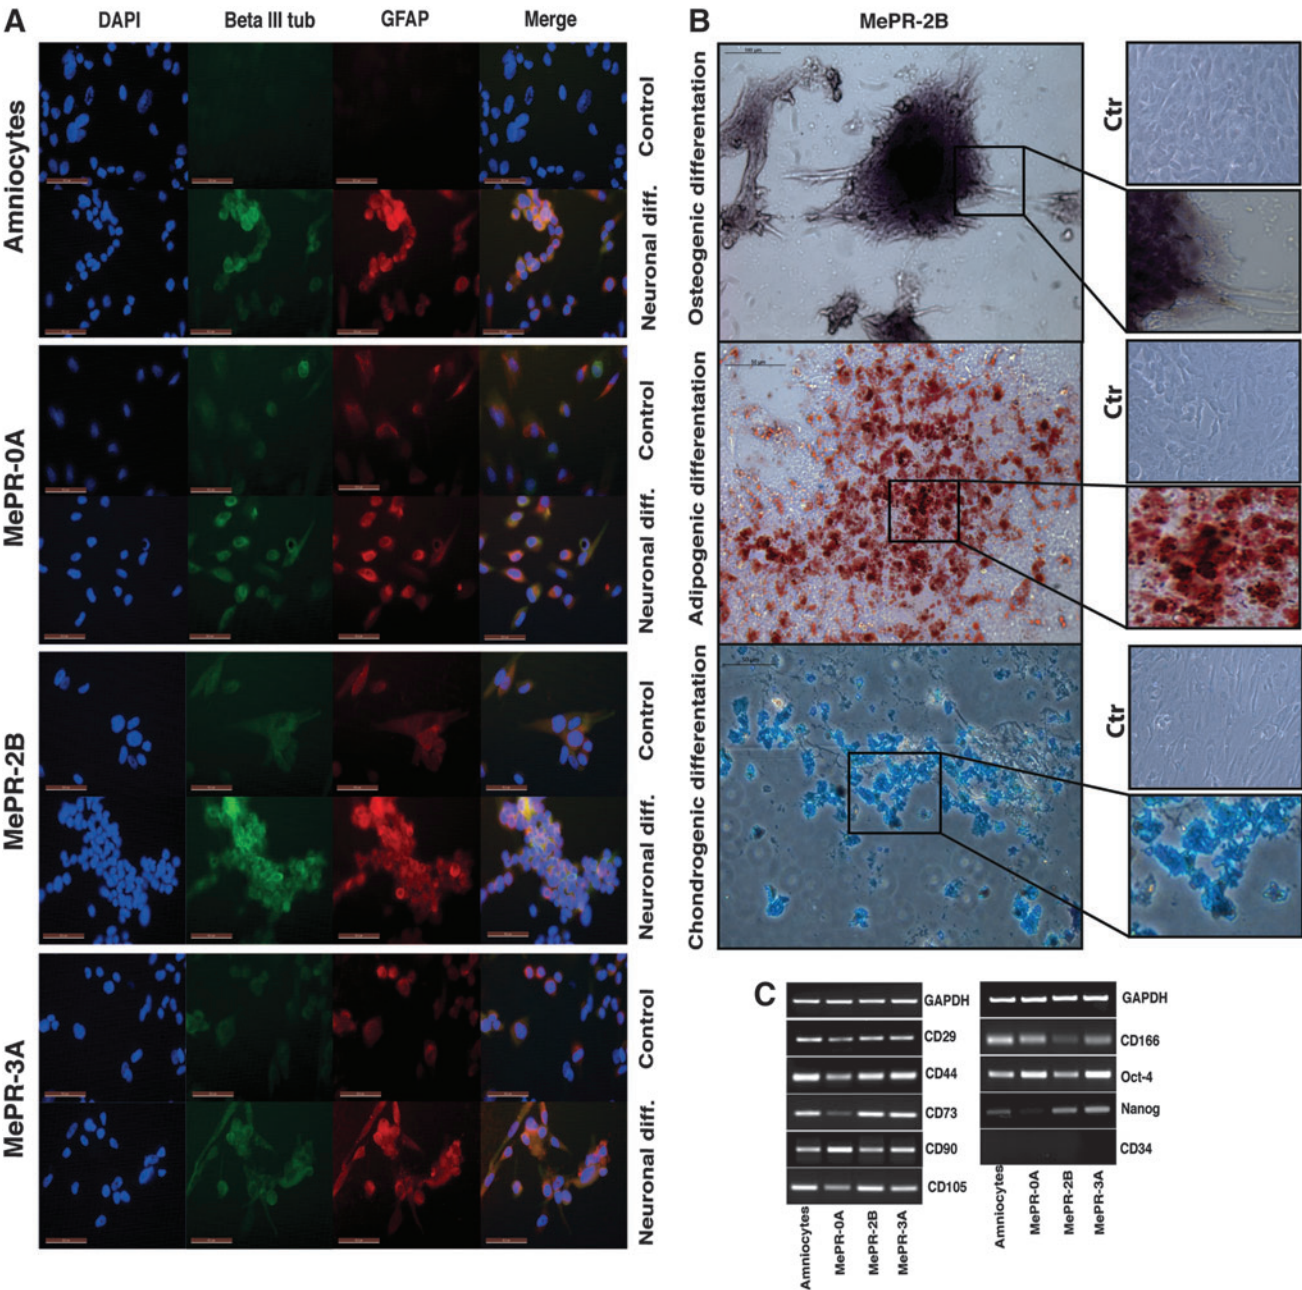 A
DAPI
Beta III tub
GFAP
Merge
Amniocytes
Control
Neuronal diff.
MePR-0A
Control
Neuronal diff.
MePR-2B
Control
Neuronal diff.
MePR-3A
Control
Neuronal diff.
B
MePR-2B
Osteogenic differentation
Ctr
Adipogenic differentation
Ctr
Chondrogenic differentation
Ctr
C
GAPDH
CD29
CD44
CD73
CD90
CD105
Amniocytes
MePR-0A
MePR-2B
MePR-3A
GAPDH
CD166
Oct-4
Nanog
CD34
Amniocytes
MePR-0A
MePR-2B
MePR-3A